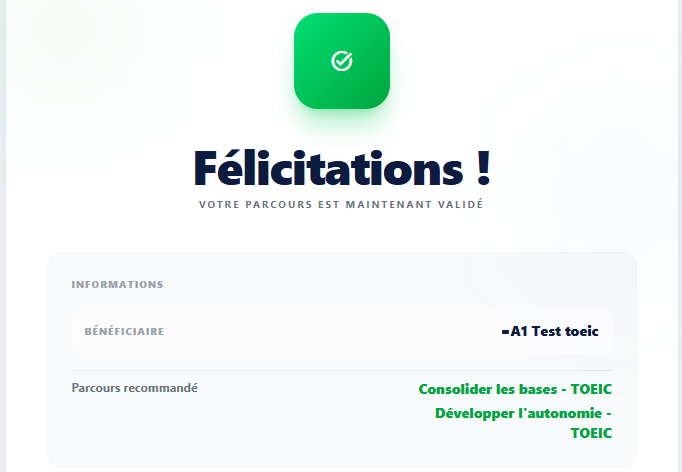 Félicitations !
VOTRE PARCOURS EST MAINTENANT VALIDÉ
INFORMATIONS
BÉNÉFICIAIRE
-A1 Test toeic
Parcours recommandé
Consolider les bases - TOEIC
Développer l'autonomie -
TOEIC